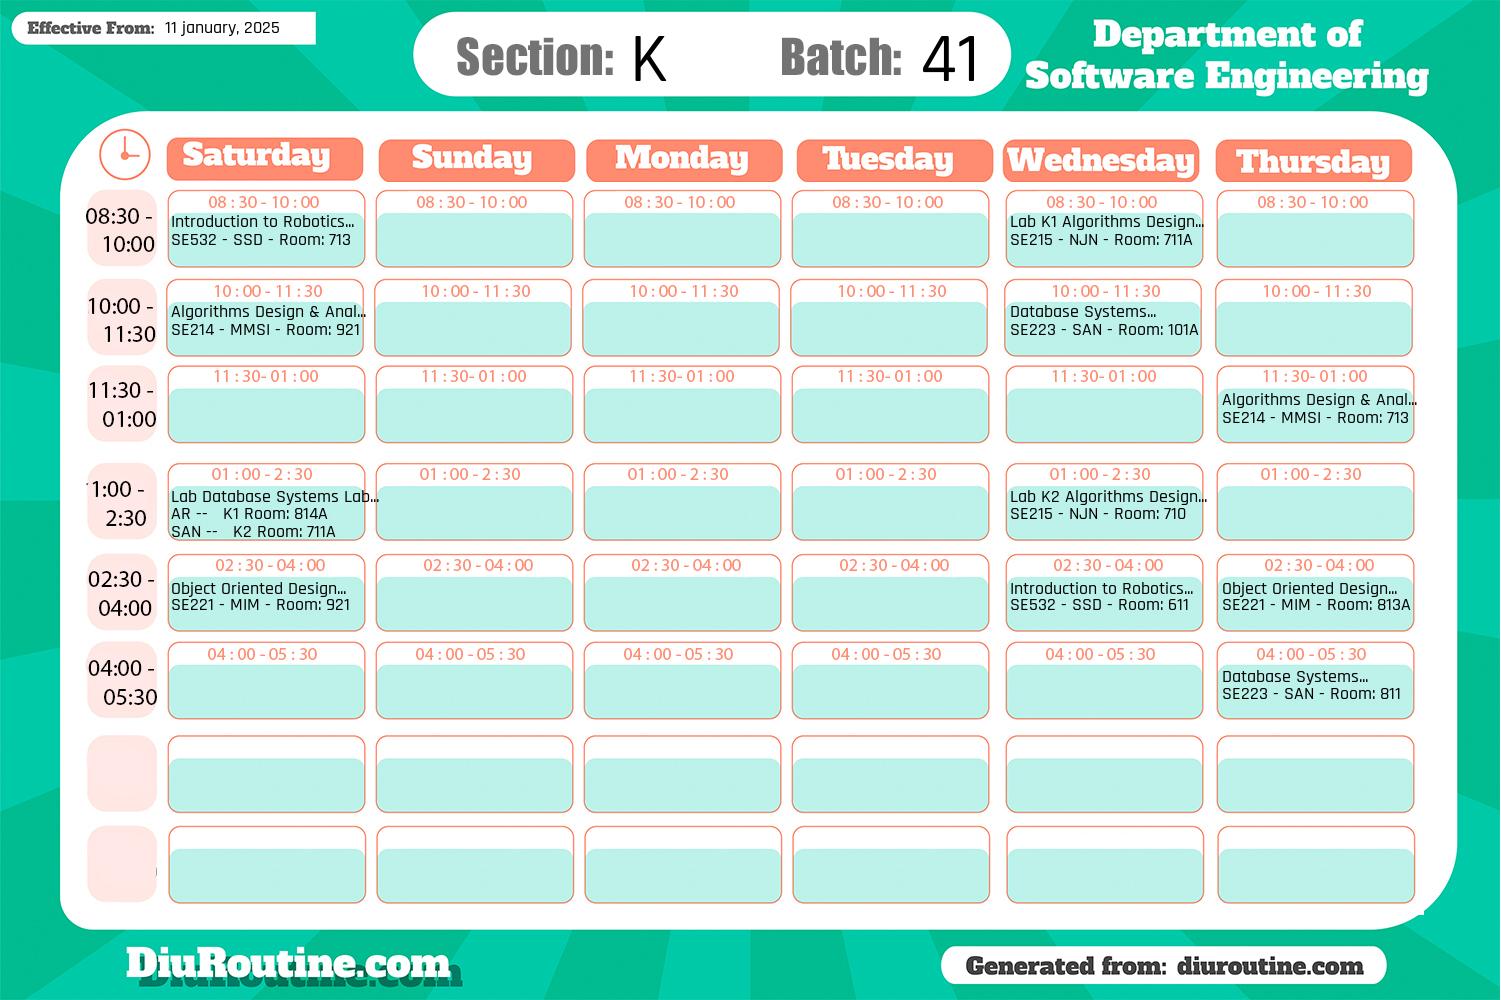 Effective From: 11 january, 2025
Section: K
Batch: 41
Department of
Software Engineering
Saturday
Sunday
Monday
Tuesday
Wednesday
Thursday
08:30 -
10:00
08 : 30 - 10 : 00
Introduction to Robotics...
SE532 - SSD - Room: 713
08 : 30 - 10 : 00
08 : 30 - 10 : 00
08 : 30 - 10 : 00
08 : 30 - 10 : 00
Lab K1 Algorithms Design...
SE215 - NJN - Room: 711A
08 : 30 - 10 : 00
10:00 -
11:30
10 : 00 - 11 : 30
Algorithms Design & Anal...
SE214 - MMSI - Room: 921
10 : 00 - 11 : 30
10 : 00 - 11 : 30
10 : 00 - 11 : 30
10 : 00 - 11 : 30
Database Systems...
SE223 - SAN - Room: 101A
10 : 00 - 11 : 30
11:30 -
01:00
11 : 30- 01 : 00
11 : 30- 01 : 00
11 : 30- 01 : 00
11 : 30- 01 : 00
11 : 30- 01 : 00
11 : 30- 01 : 00
Algorithms Design & Anal...
SE214 - MMSI - Room: 713
1:00 -
2:30
01 : 00 - 2 : 30
Lab Database Systems Lab...
AR -- K1 Room: 814A
SAN -- K2 Room: 711A
01 : 00 - 2 : 30
01 : 00 - 2 : 30
01 : 00 - 2 : 30
01 : 00 - 2 : 30
Lab K2 Algorithms Design...
SE215 - NJN - Room: 710
01 : 00 - 2 : 30
02:30 -
04:00
02 : 30 - 04 : 00
Object Oriented Design...
SE221 - MIM - Room: 921
02 : 30 - 04 : 00
02 : 30 - 04 : 00
02 : 30 - 04 : 00
02 : 30 - 04 : 00
Introduction to Robotics...
SE532 - SSD - Room: 611
02 : 30 - 04 : 00
Object Oriented Design...
SE221 - MIM - Room: 813A
04:00 -
05:30
04 : 00 - 05 : 30
04 : 00 - 05 : 30
04 : 00 - 05 : 30
04 : 00 - 05 : 30
04 : 00 - 05 : 30
04 : 00 - 05 : 30
Database Systems...
SE223 - SAN - Room: 811
DiuRoutine.com
Generated from: diuroutine.com